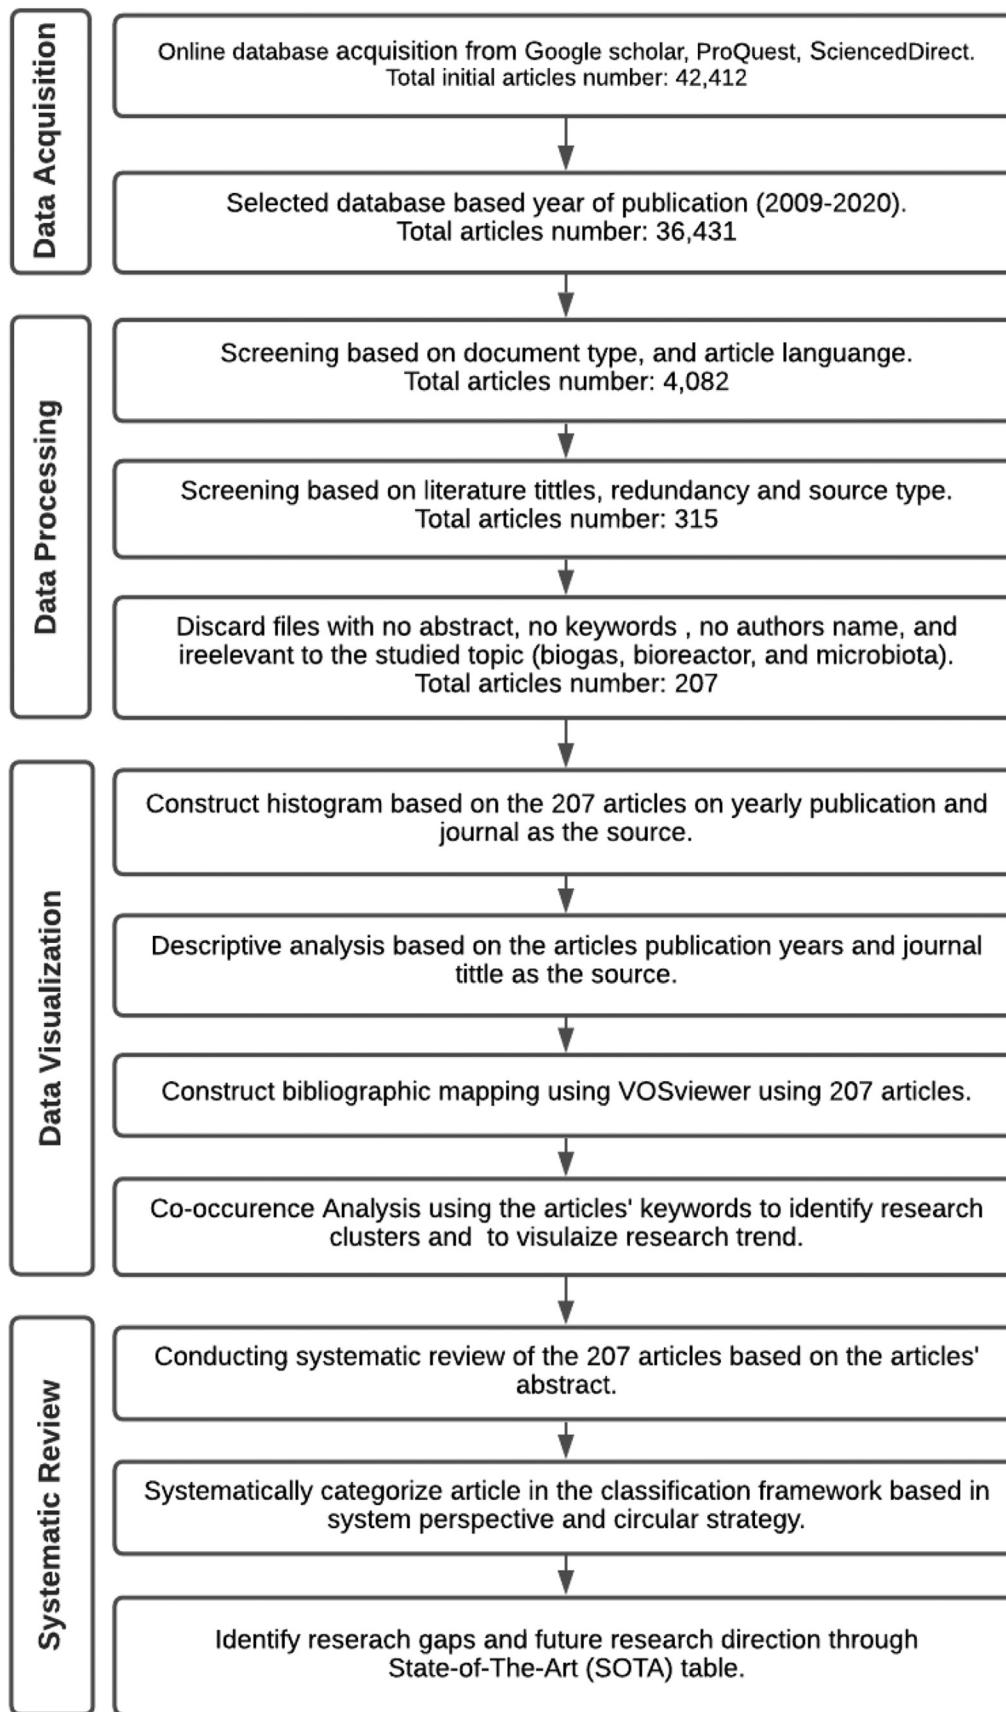 Data Acquisition
Online database acquisition from Google scholar, ProQuest, SciencedDirect.
Total initial articles number: 42,412
Selected database based year of publication (2009-2020).
Total articles number: 36,431
Data Processing
Screening based on document type, and article languange.
Total articles number: 4,082
Screening based on literature tittles, redundancy and source type.
Total articles number: 315
Discard files with no abstract, no keywords , no authors name, and
ireelevant to the studied topic (biogas, bioreactor, and microbiota).
Total articles number: 207
Data Visualization
Construct histogram based on the 207 articles on yearly publication and
journal as the source.
Descriptive analysis based on the articles publication years and journal
tittle as the source.
Construct bibliographic mapping using VOSviewer using 207 articles.
Co-occurence Analysis using the articles' keywords to identify research
clusters and  to visulaize research trend.
Systematic Review
Conducting systematic review of the 207 articles based on the articles'
abstract.
Systematically categorize article in the classification framework based in
system perspective and circular strategy.
Identify reserach gaps and future research direction through
State-of-The-Art (SOTA) table.